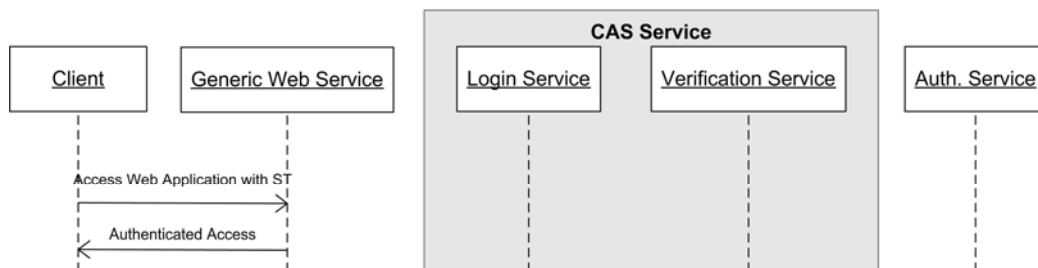 CAS Service
Client
Generic Web Service
Login Service
Verification Service
Auth. Service
Access Web Application with ST
Authenticated Access